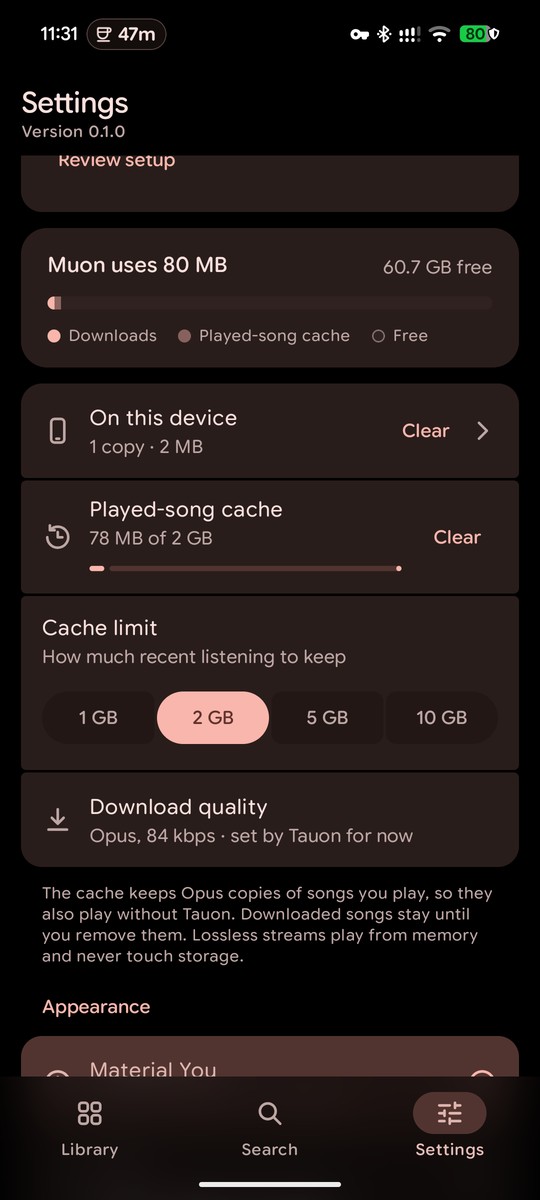 11:31
47m
80
Settings
Version 0.1.0
Review setup
Muon uses 80 MB
60.7 GB free
Downloads
Played-song cache
Free
On this device
1 copy · 2 MB
Clear
Played-song cache
78 MB of 2 GB
Clear
Cache limit
How much recent listening to keep
1 GB
2 GB
5 GB
10 GB
Download quality
Opus, 84 kbps · set by Tauon for now
The cache keeps Opus copies of songs you play, so they
also play without Tauon. Downloaded songs stay until
you remove them. Lossless streams play from memory
and never touch storage.
Appearance
Material You
Library
Search
Settings